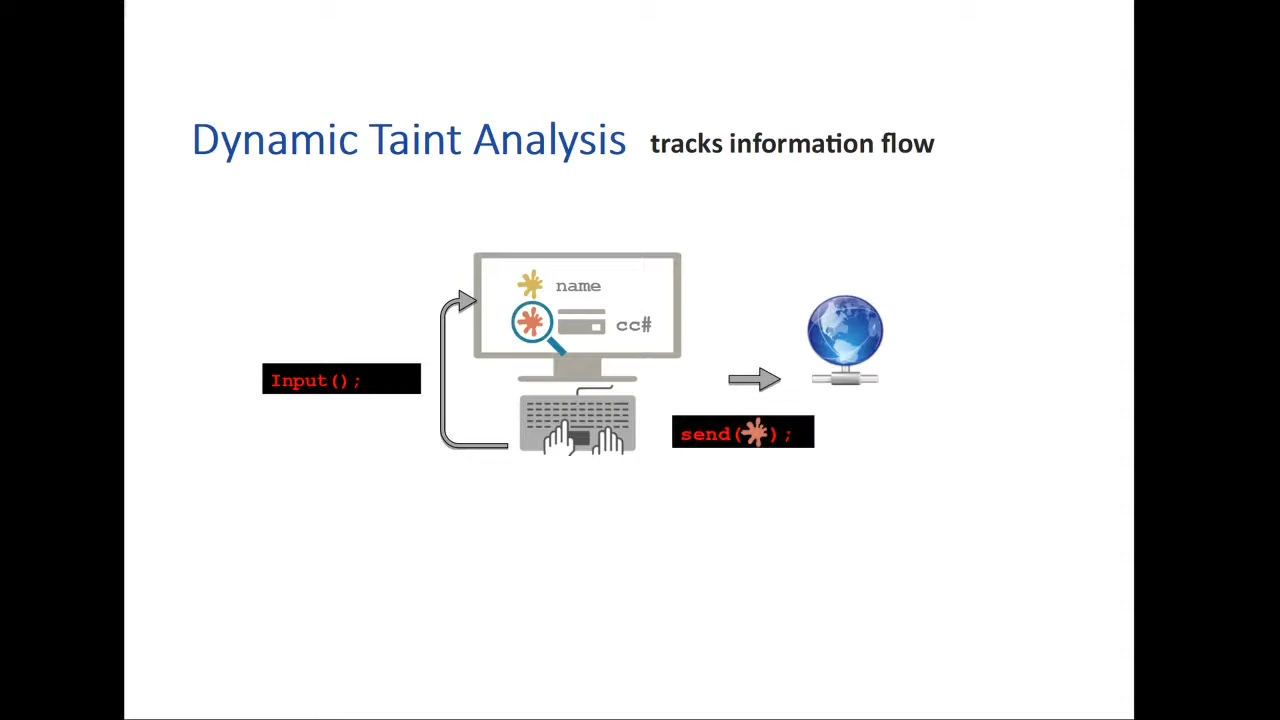 Dynamic Taint Analysis tracks information flow
name
cc#
Input();
send( );